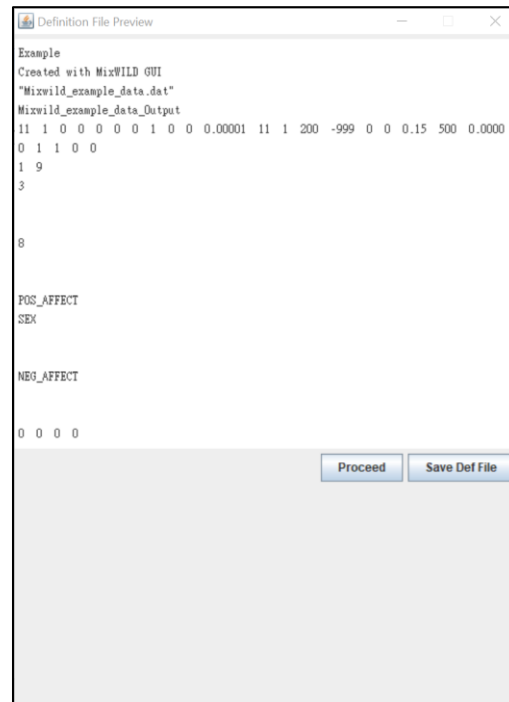 Definition File Preview
Example
Created with MixWILD GUI
"Mixwild_example_data.dat"
Mixwild_example_data_Output
11 1 0 0 0 0 0 1 0 0 0.00001 11 1 200 -999 0 0 0.15 500 0.0000
0 1 1 0 0
1 9
3
8
POS_AFFECT
SEX
NEG_AFFECT
0 0 0 0
Proceed Save Def File